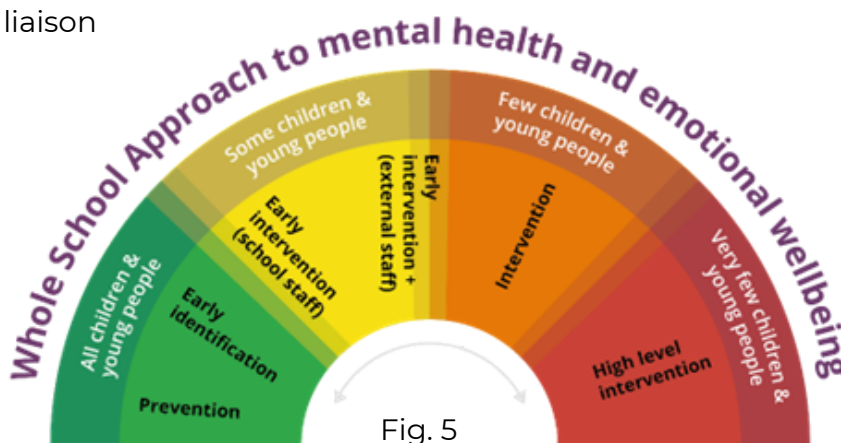 liaison
Whole School Approach to mental health and emotional wellbeing
All children &
young people
Some children &
young people
Few children &
young people
Very few children &
young people
Prevention
Early
identification
Early
intervention
(school staff)
Early
intervention +
(external staff)
Intervention
High level
intervention
Fig. 5